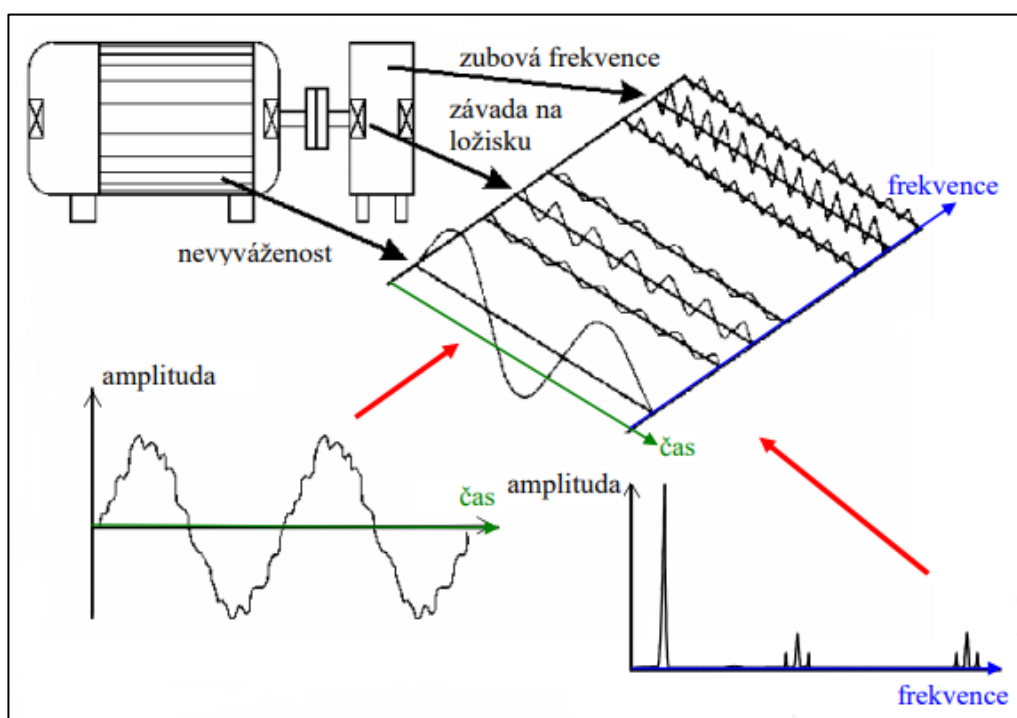 zubová frekvence
závada na
ložisku
frekvence
nevyváženost
amplituda
čas
čas
amplituda
frekvence